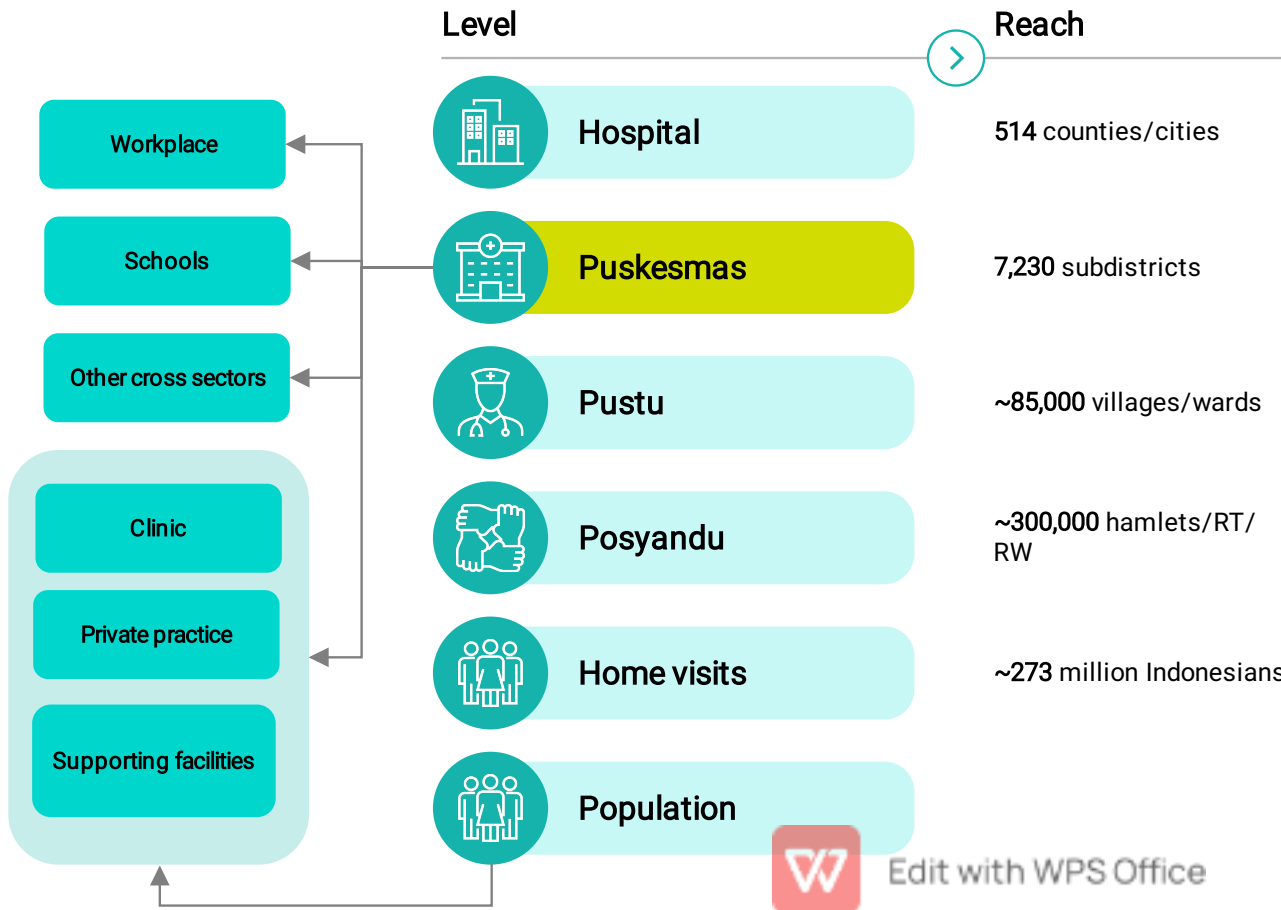 Level
Reach
Hospital
514 counties/cities
Puskesmas
7,230 subdistricts
Pustu
~85,000 villages/wards
Posyandu
~300,000 hamlets/RT/
RW
Home visits
~273 million Indonesians
Population
Workplace
Schools
Other cross sectors
Clinic
Private practice
Supporting facilities
W
Edit with WPS Office